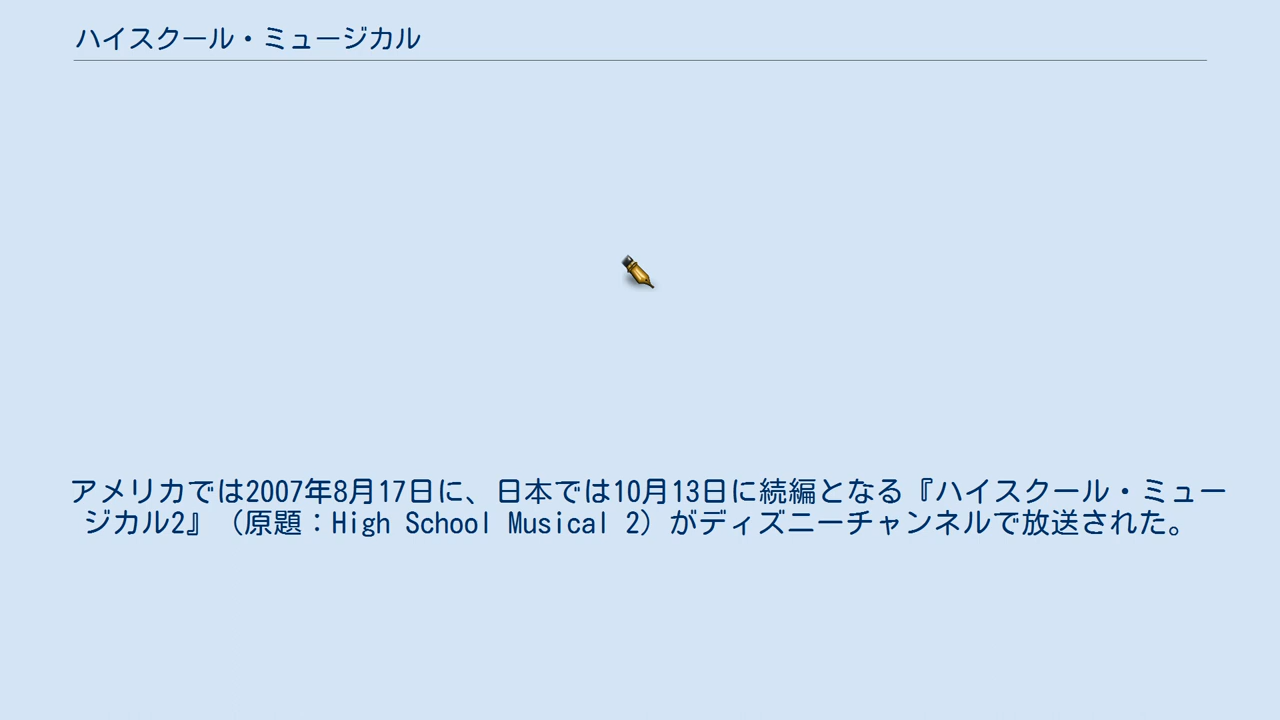 ハイスクール・ミュージカル
アメリカでは2007年8月17日に、日本では10月13日に続編となる『ハイスクール・ミュー
ジカル2』（原題：High School Musical 2）がディズニーチャンネルで放送された。